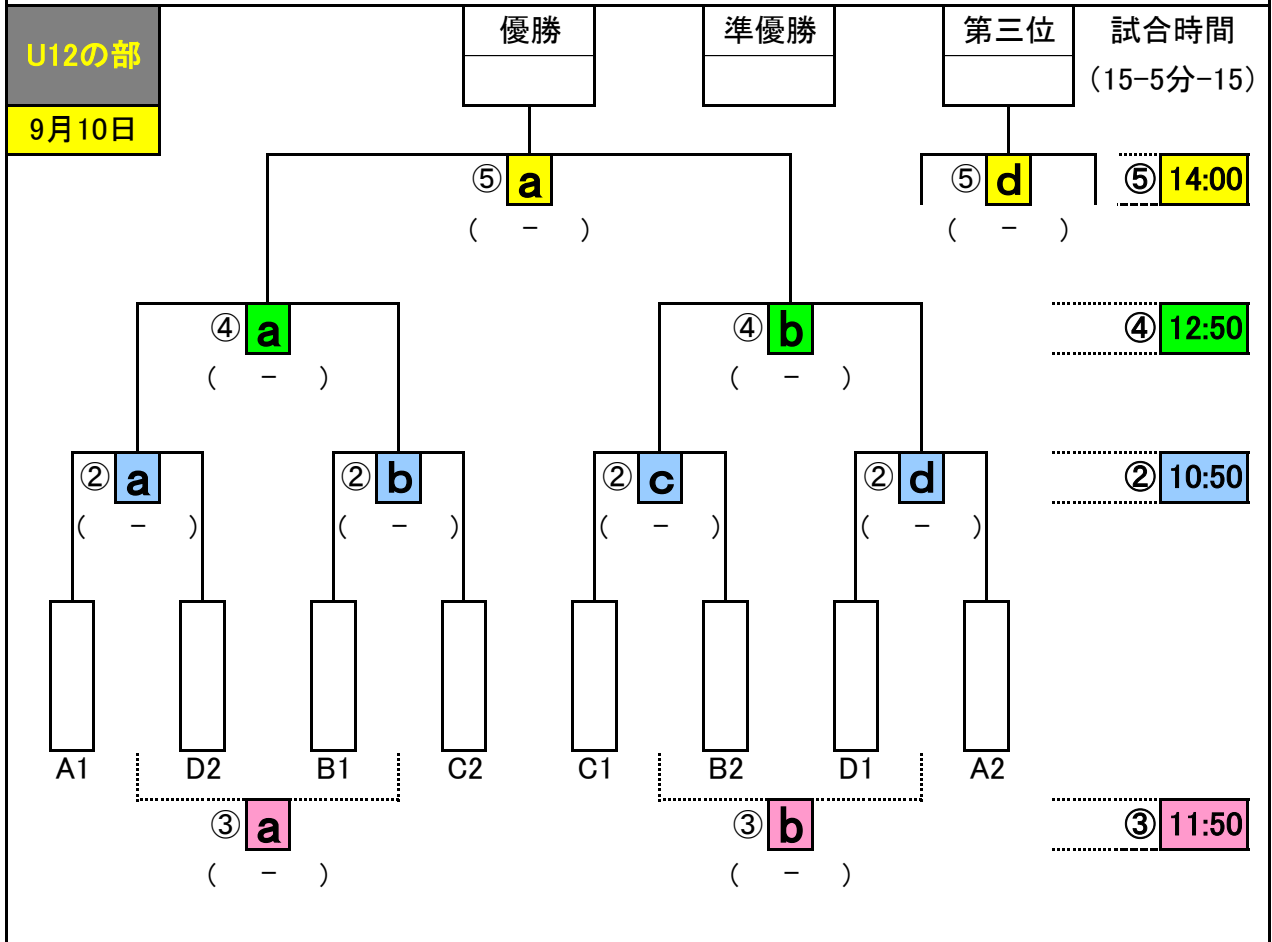 U12の部
優勝
準優勝
第三位
試合時間
(15-5分-15)
9月10日
⑤ a
⑤ d
⑤ 14:00
( - )
( - )
④ a
④ b
④ 12:50
( - )
( - )
② a
② b
② c
② d
② 10:50
( - )
( - )
( - )
( - )
A1
D2
B1
C2
C1
B2
D1
A2
③ a
③ b
③ 11:50
( - )
( - )